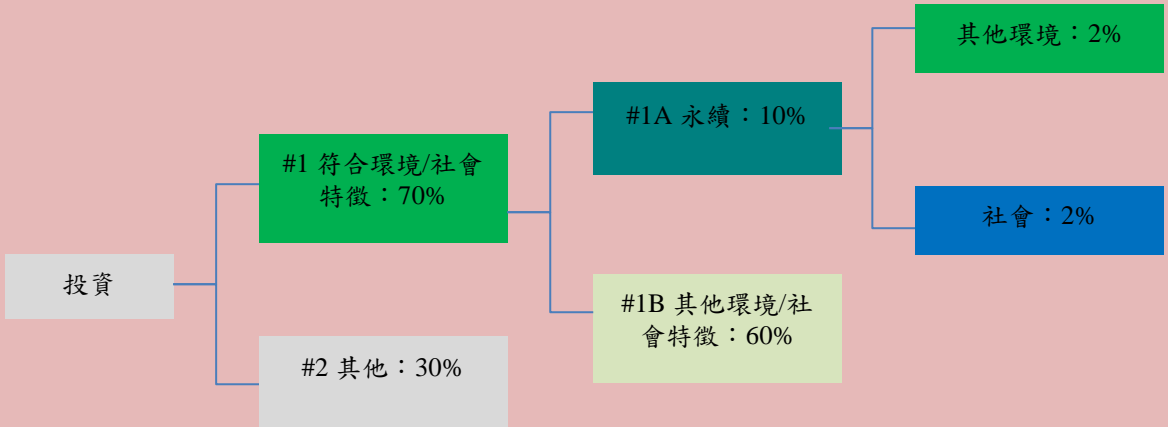 投資
#1 符合環境/社會
特徵：70%
#2 其他：30%
#1A 永續：10%
#1B 其他環境/社
會特徵：60%
其他環境：2%
社會：2%